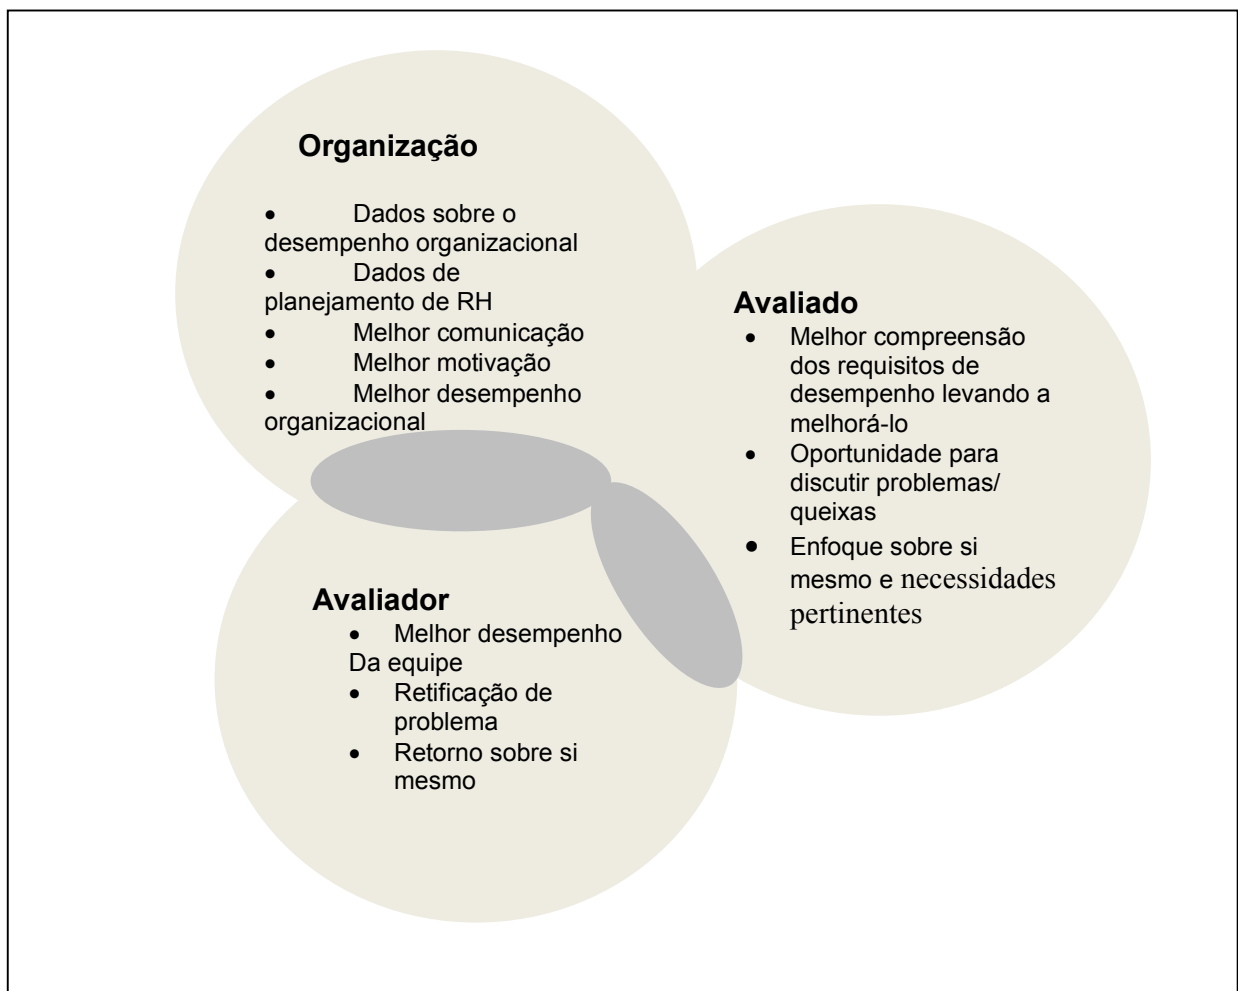 Organização
• Dados sobre o
desempenho organizacional
• Dados de
planejamento de RH
• Melhor comunicação
• Melhor motivação
• Melhor desempenho
organizacional
Avaliado
• Melhor compreensão
dos requisitos de
desempenho levando a
melhorá-lo
• Oportunidade para
discutir problemas/
queixas
• Enfoque sobre si
mesmo e necessidades
pertinentes
Avaliador
• Melhor desempenho
Da equipe
• Retificação de
problema
• Retorno sobre si
mesmo